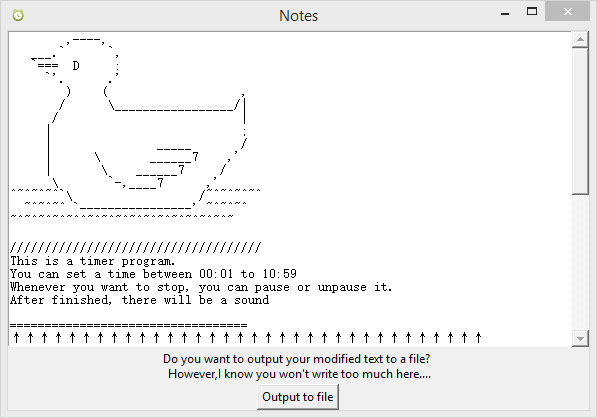 Notes
This is a timer program.
You can set a time between 00:01 to 10:59
Whenever you want to stop, you can pause or unpause it.
After finished, there will be a sound
Do you want to output your modified text to a file?
However,I know you won't write too much here....
Output to file